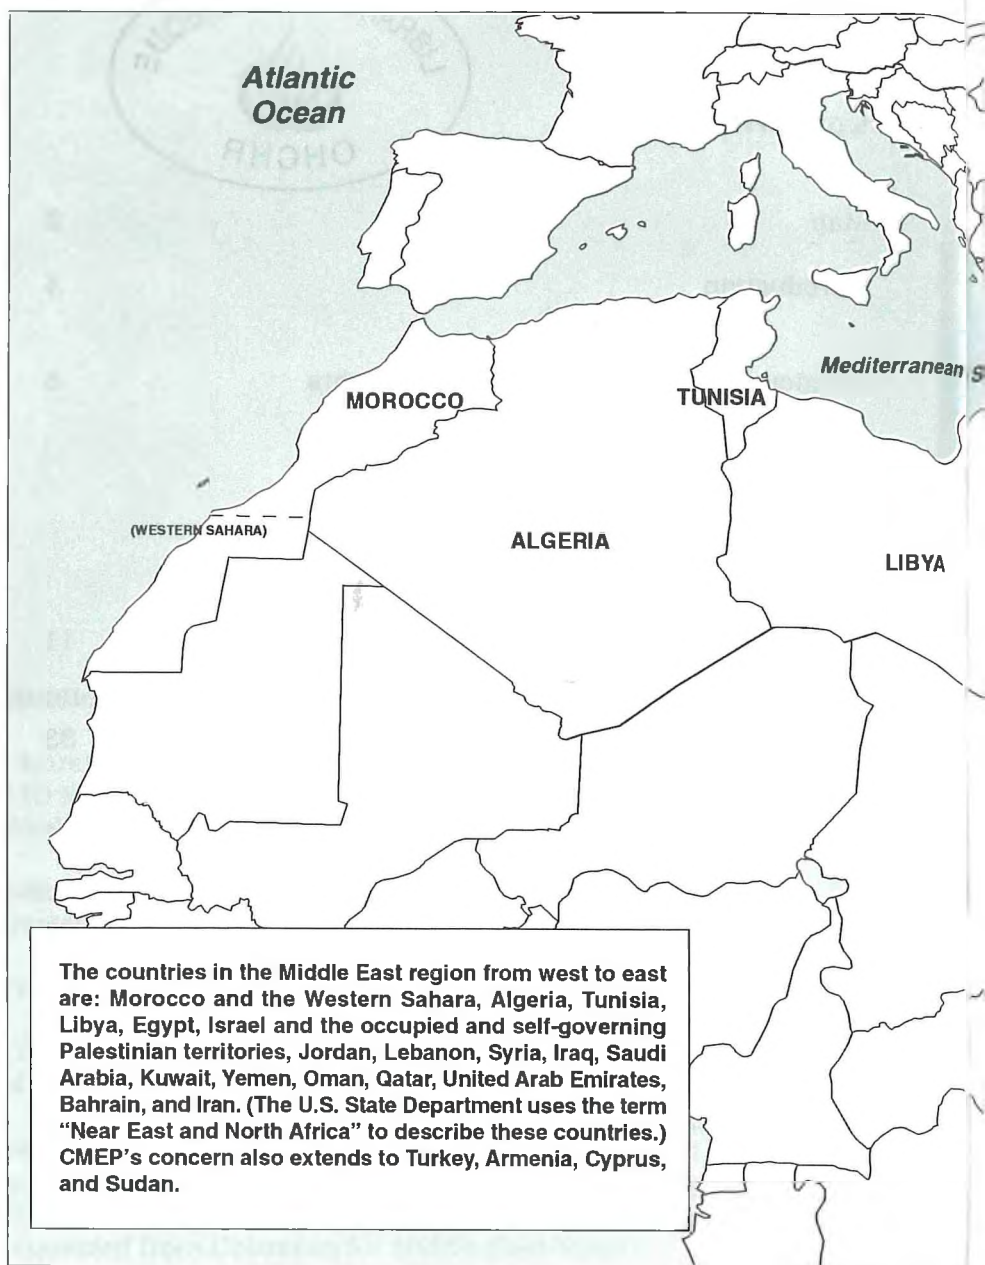 Atlantic
Ocean
Mediterranean S
MOROCCO
TUNISIA
(WESTERN SAHARA)
ALGERIA
LIBYA
The countries in the Middle East region from west to east
are: Morocco and the Western Sahara, Algeria, Tunisia,
Libya, Egypt, Israel and the occupied and self-governing
Palestinian territories, Jordan, Lebanon, Syria, Iraq, Saudi
Arabia, Kuwait, Yemen, Oman, Qatar, United Arab Emirates,
Bahrain, and Iran. (The U.S. State Department uses the term
“Near East and North Africa” to describe these countries.)
CMEP’s concern also extends to Turkey, Armenia, Cyprus,
and Sudan.